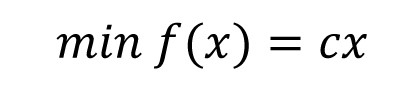 min f(x) = cx